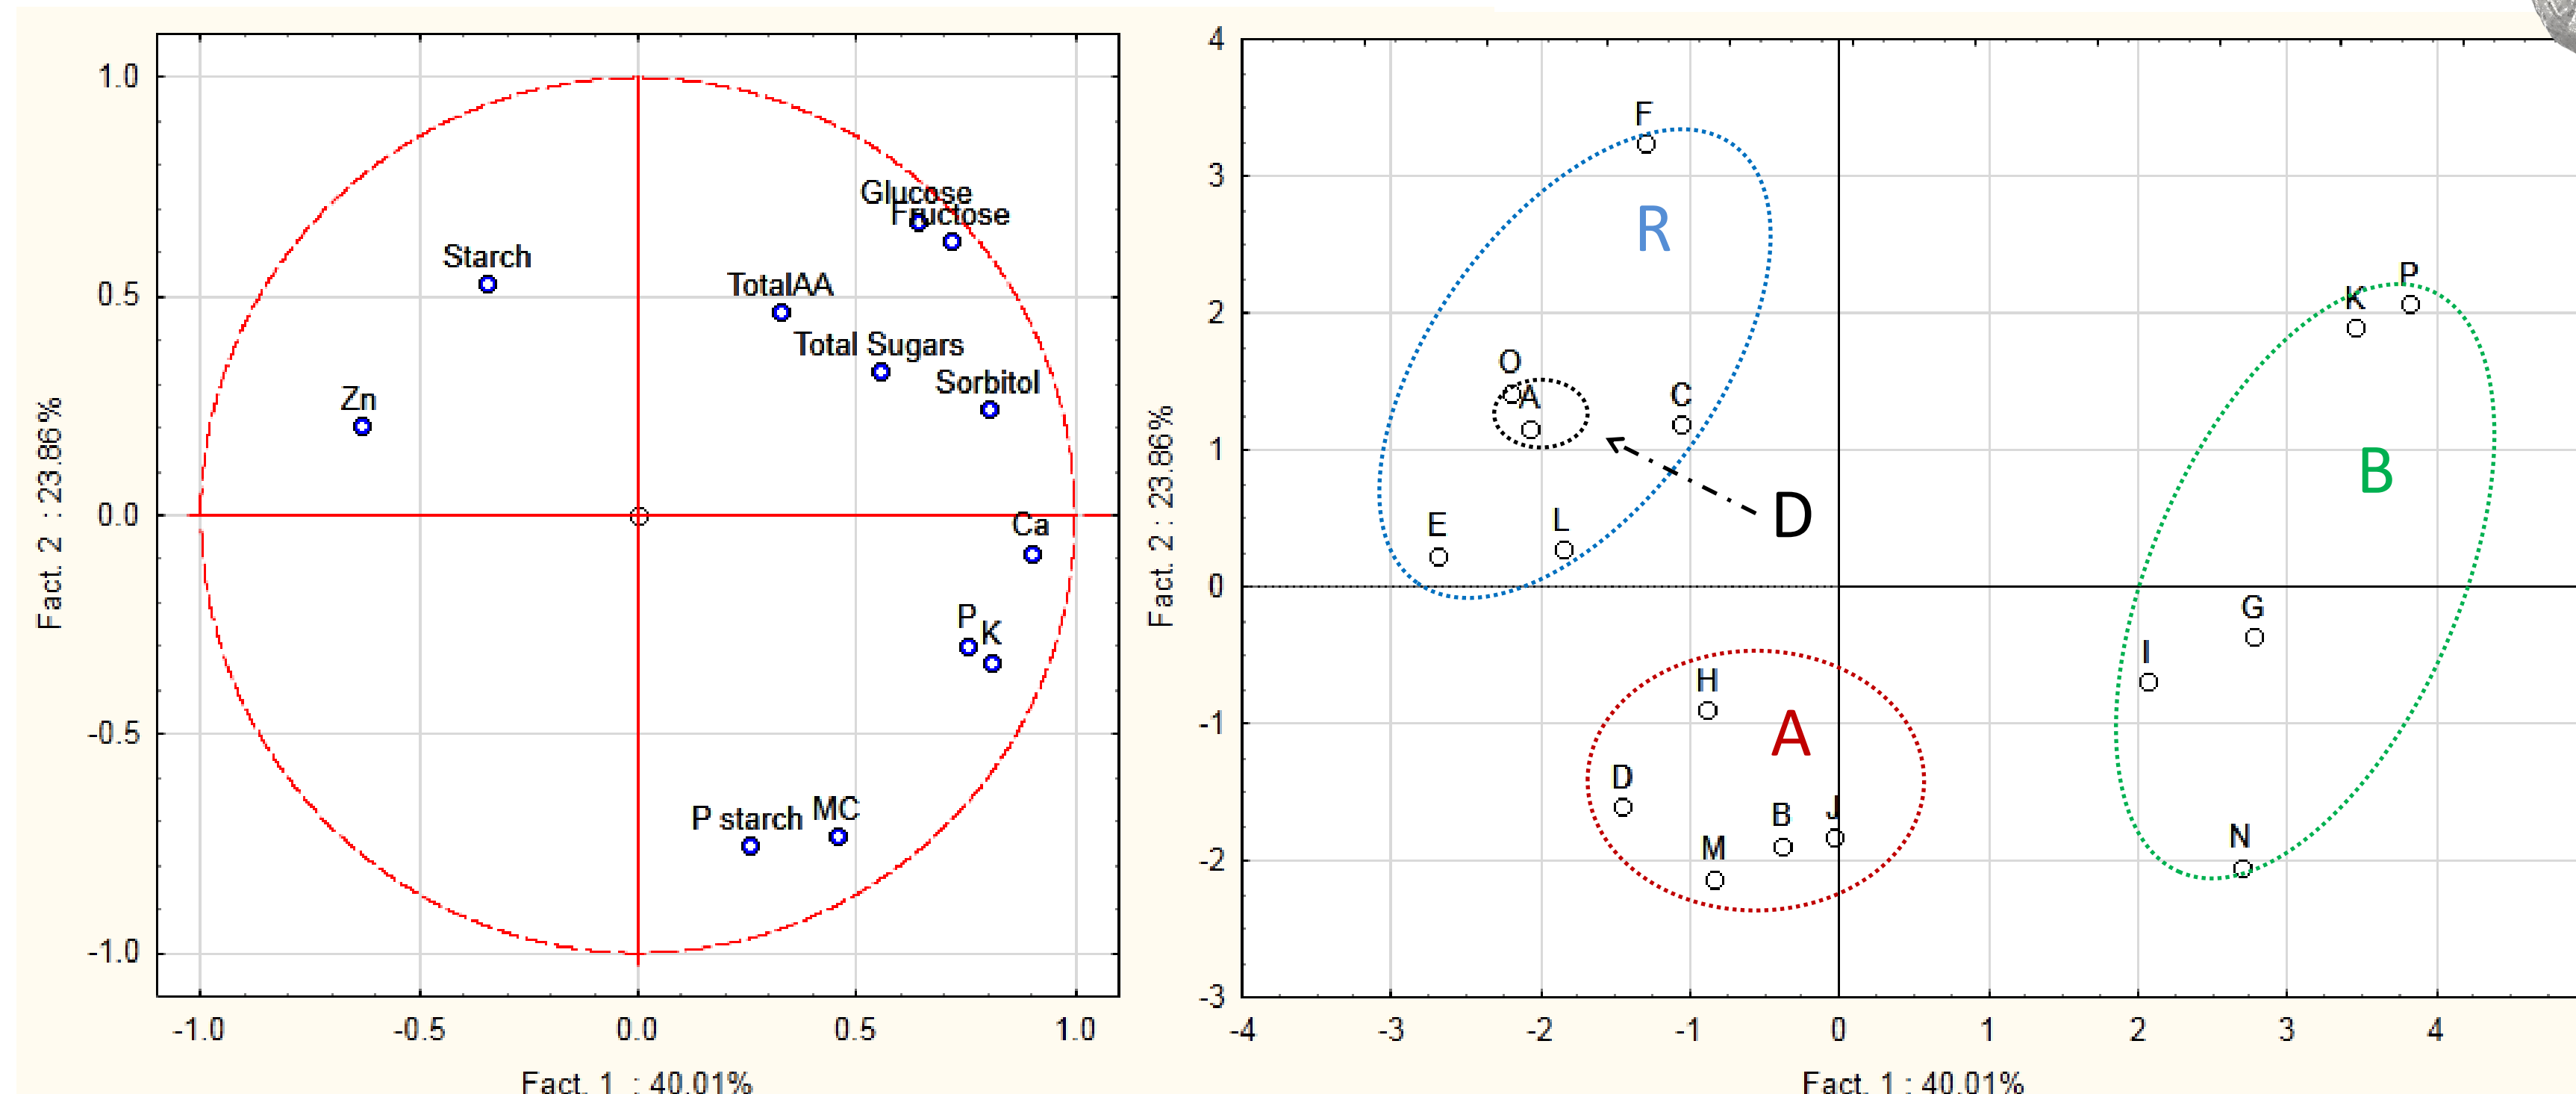 1.0
0.5
0.0
-0.5
-1.0
-1.0 -0.5 0.0 0.5 1.0
Fact. 2 : 23.86%
Fact. 1 : 40.01%
Glucose
Fructose
Starch
TotalAA
Total Sugars
Sorbitol
Zn
Ca
P
K
P starch
MC
4
3
2
1
0
-1
-2
-3
-4 -3 -2 -1 0 1 2 3 4
Fact. 2 : 23.86%
Fact. 1 : 40.01%
F
R
P
K
O
A
C
B
D
E
L
G
I
H
A
D
B
J
M
N